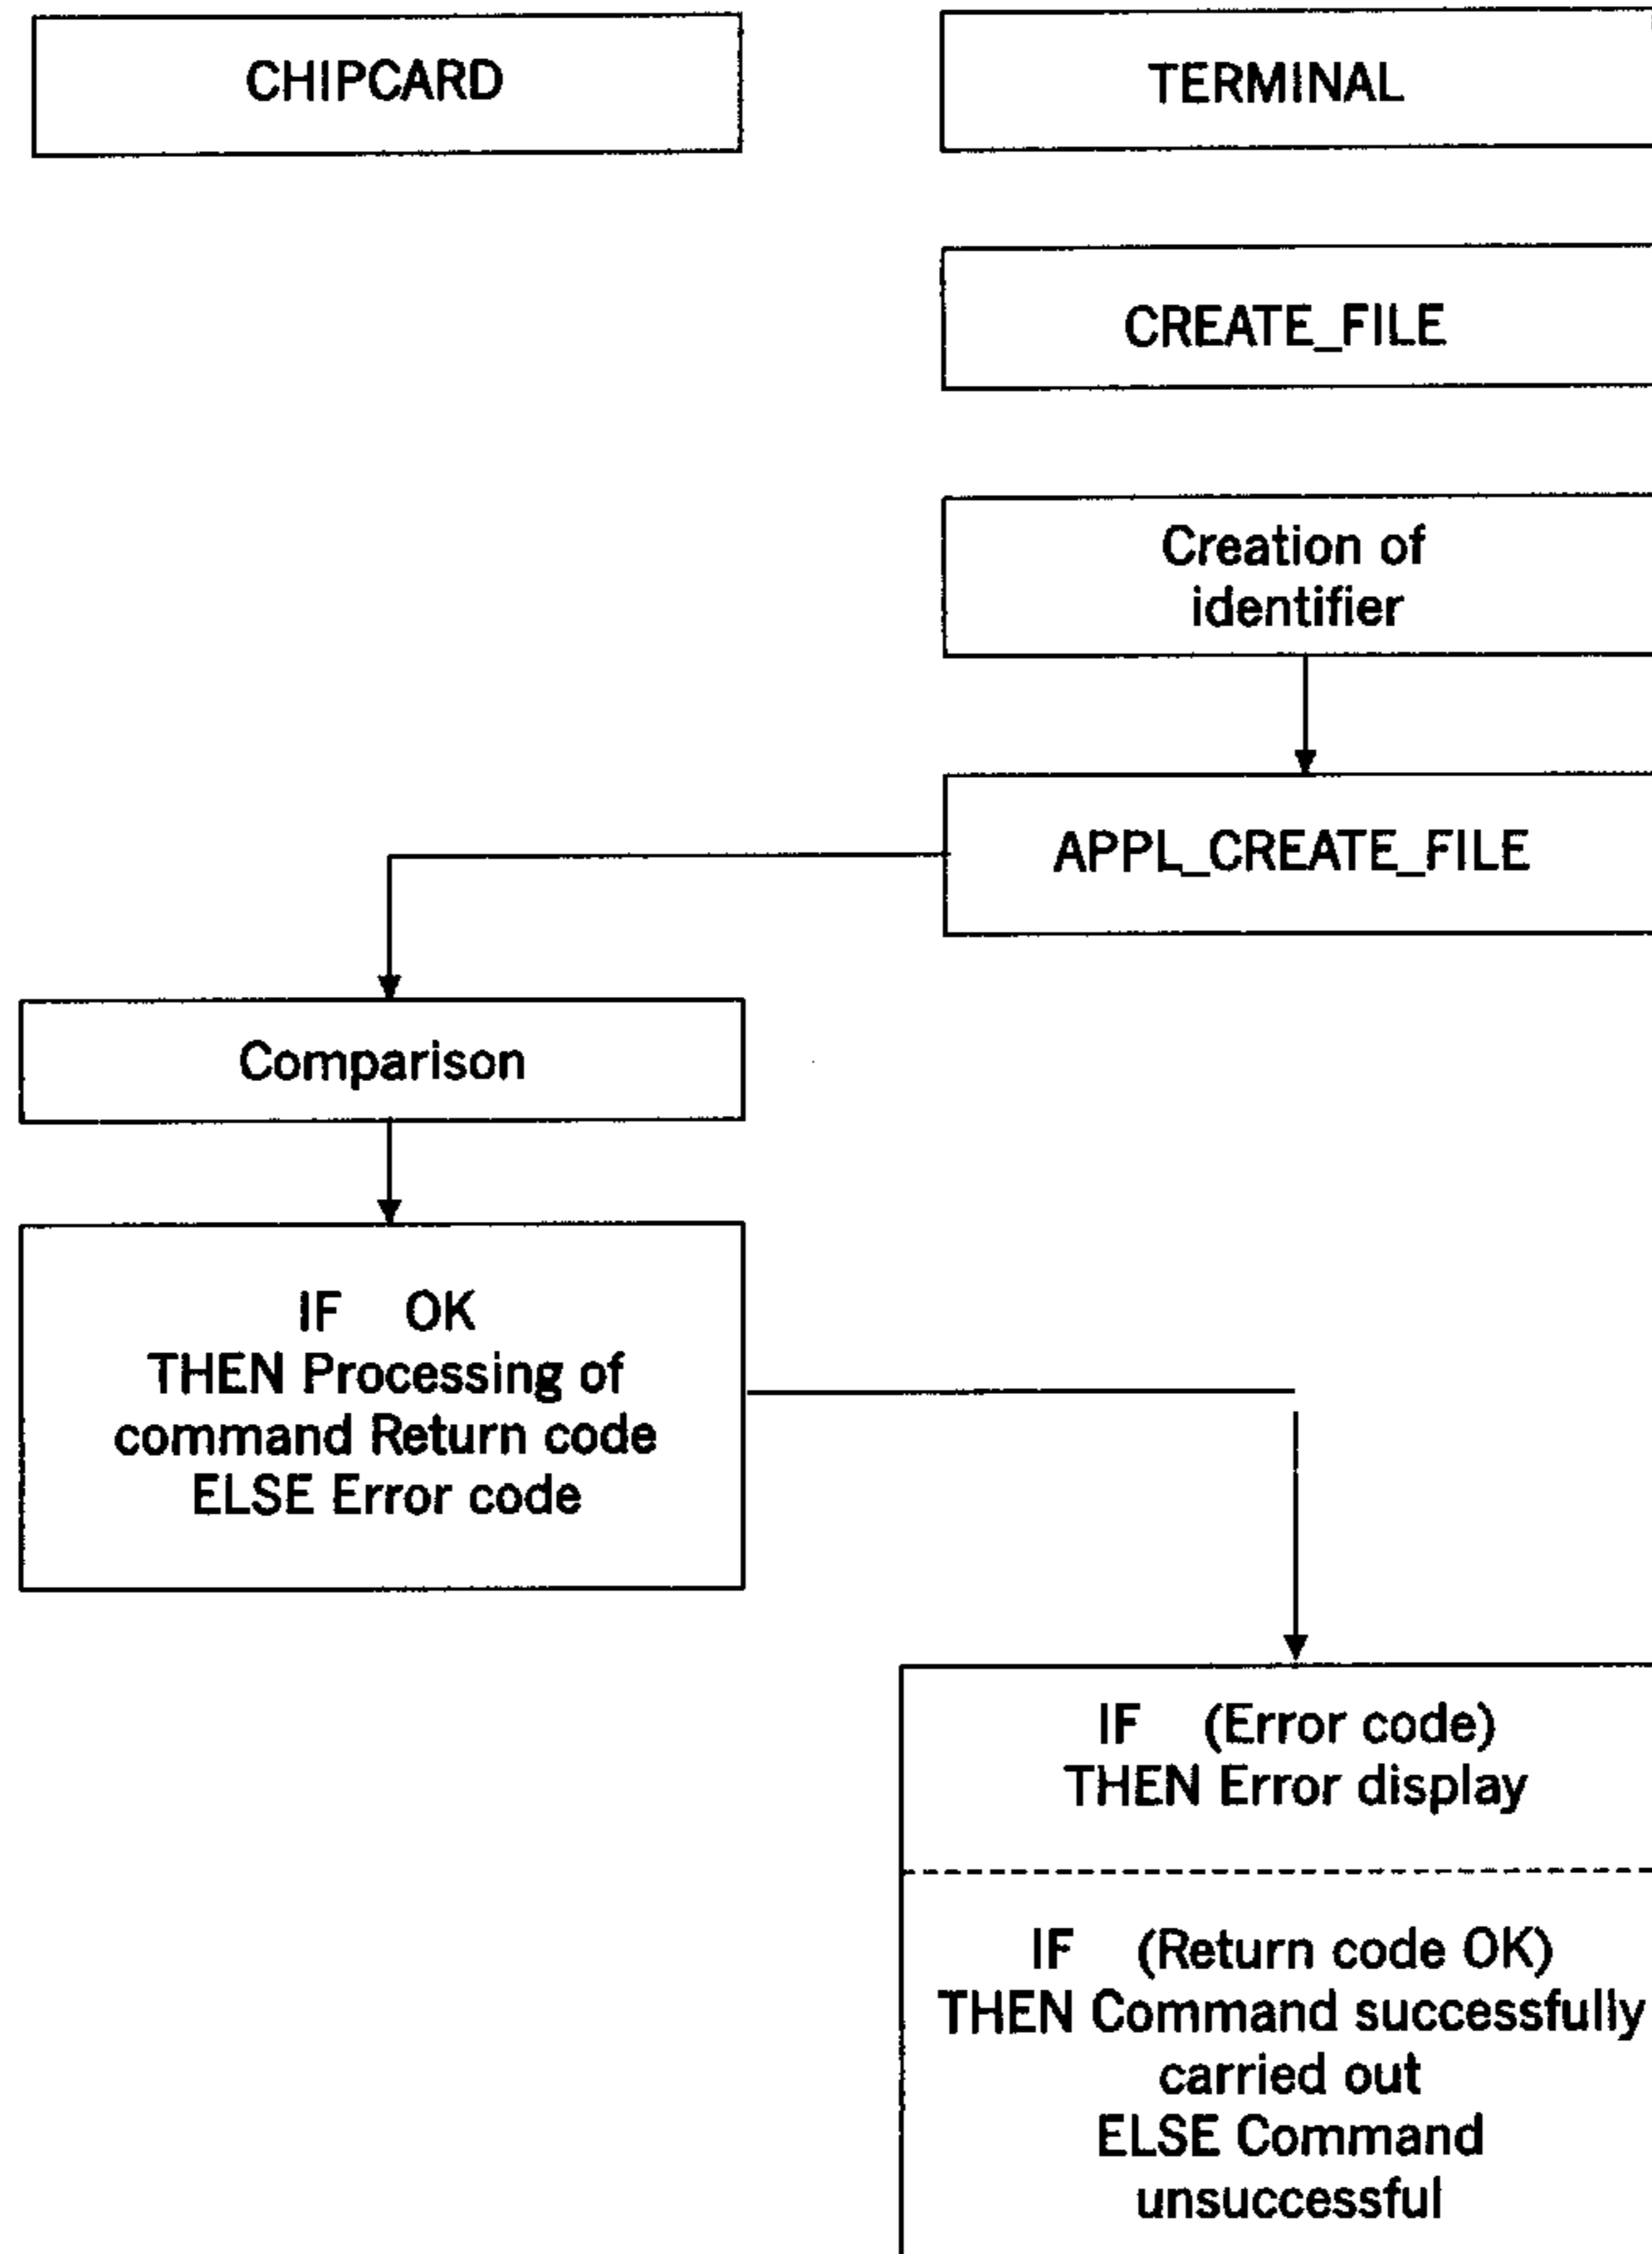 CHIPCARD
TERMINAL
CREATE_FILE
Creation of
identifier
APPL_CREATE_FILE
Comparison
IF OK
THEN Processing of
command Return code
ELSE Error code
IF (Error code)
THEN Error display
IF (Return code OK)
THEN Command successfully
carried out
ELSE Command
unsuccessful